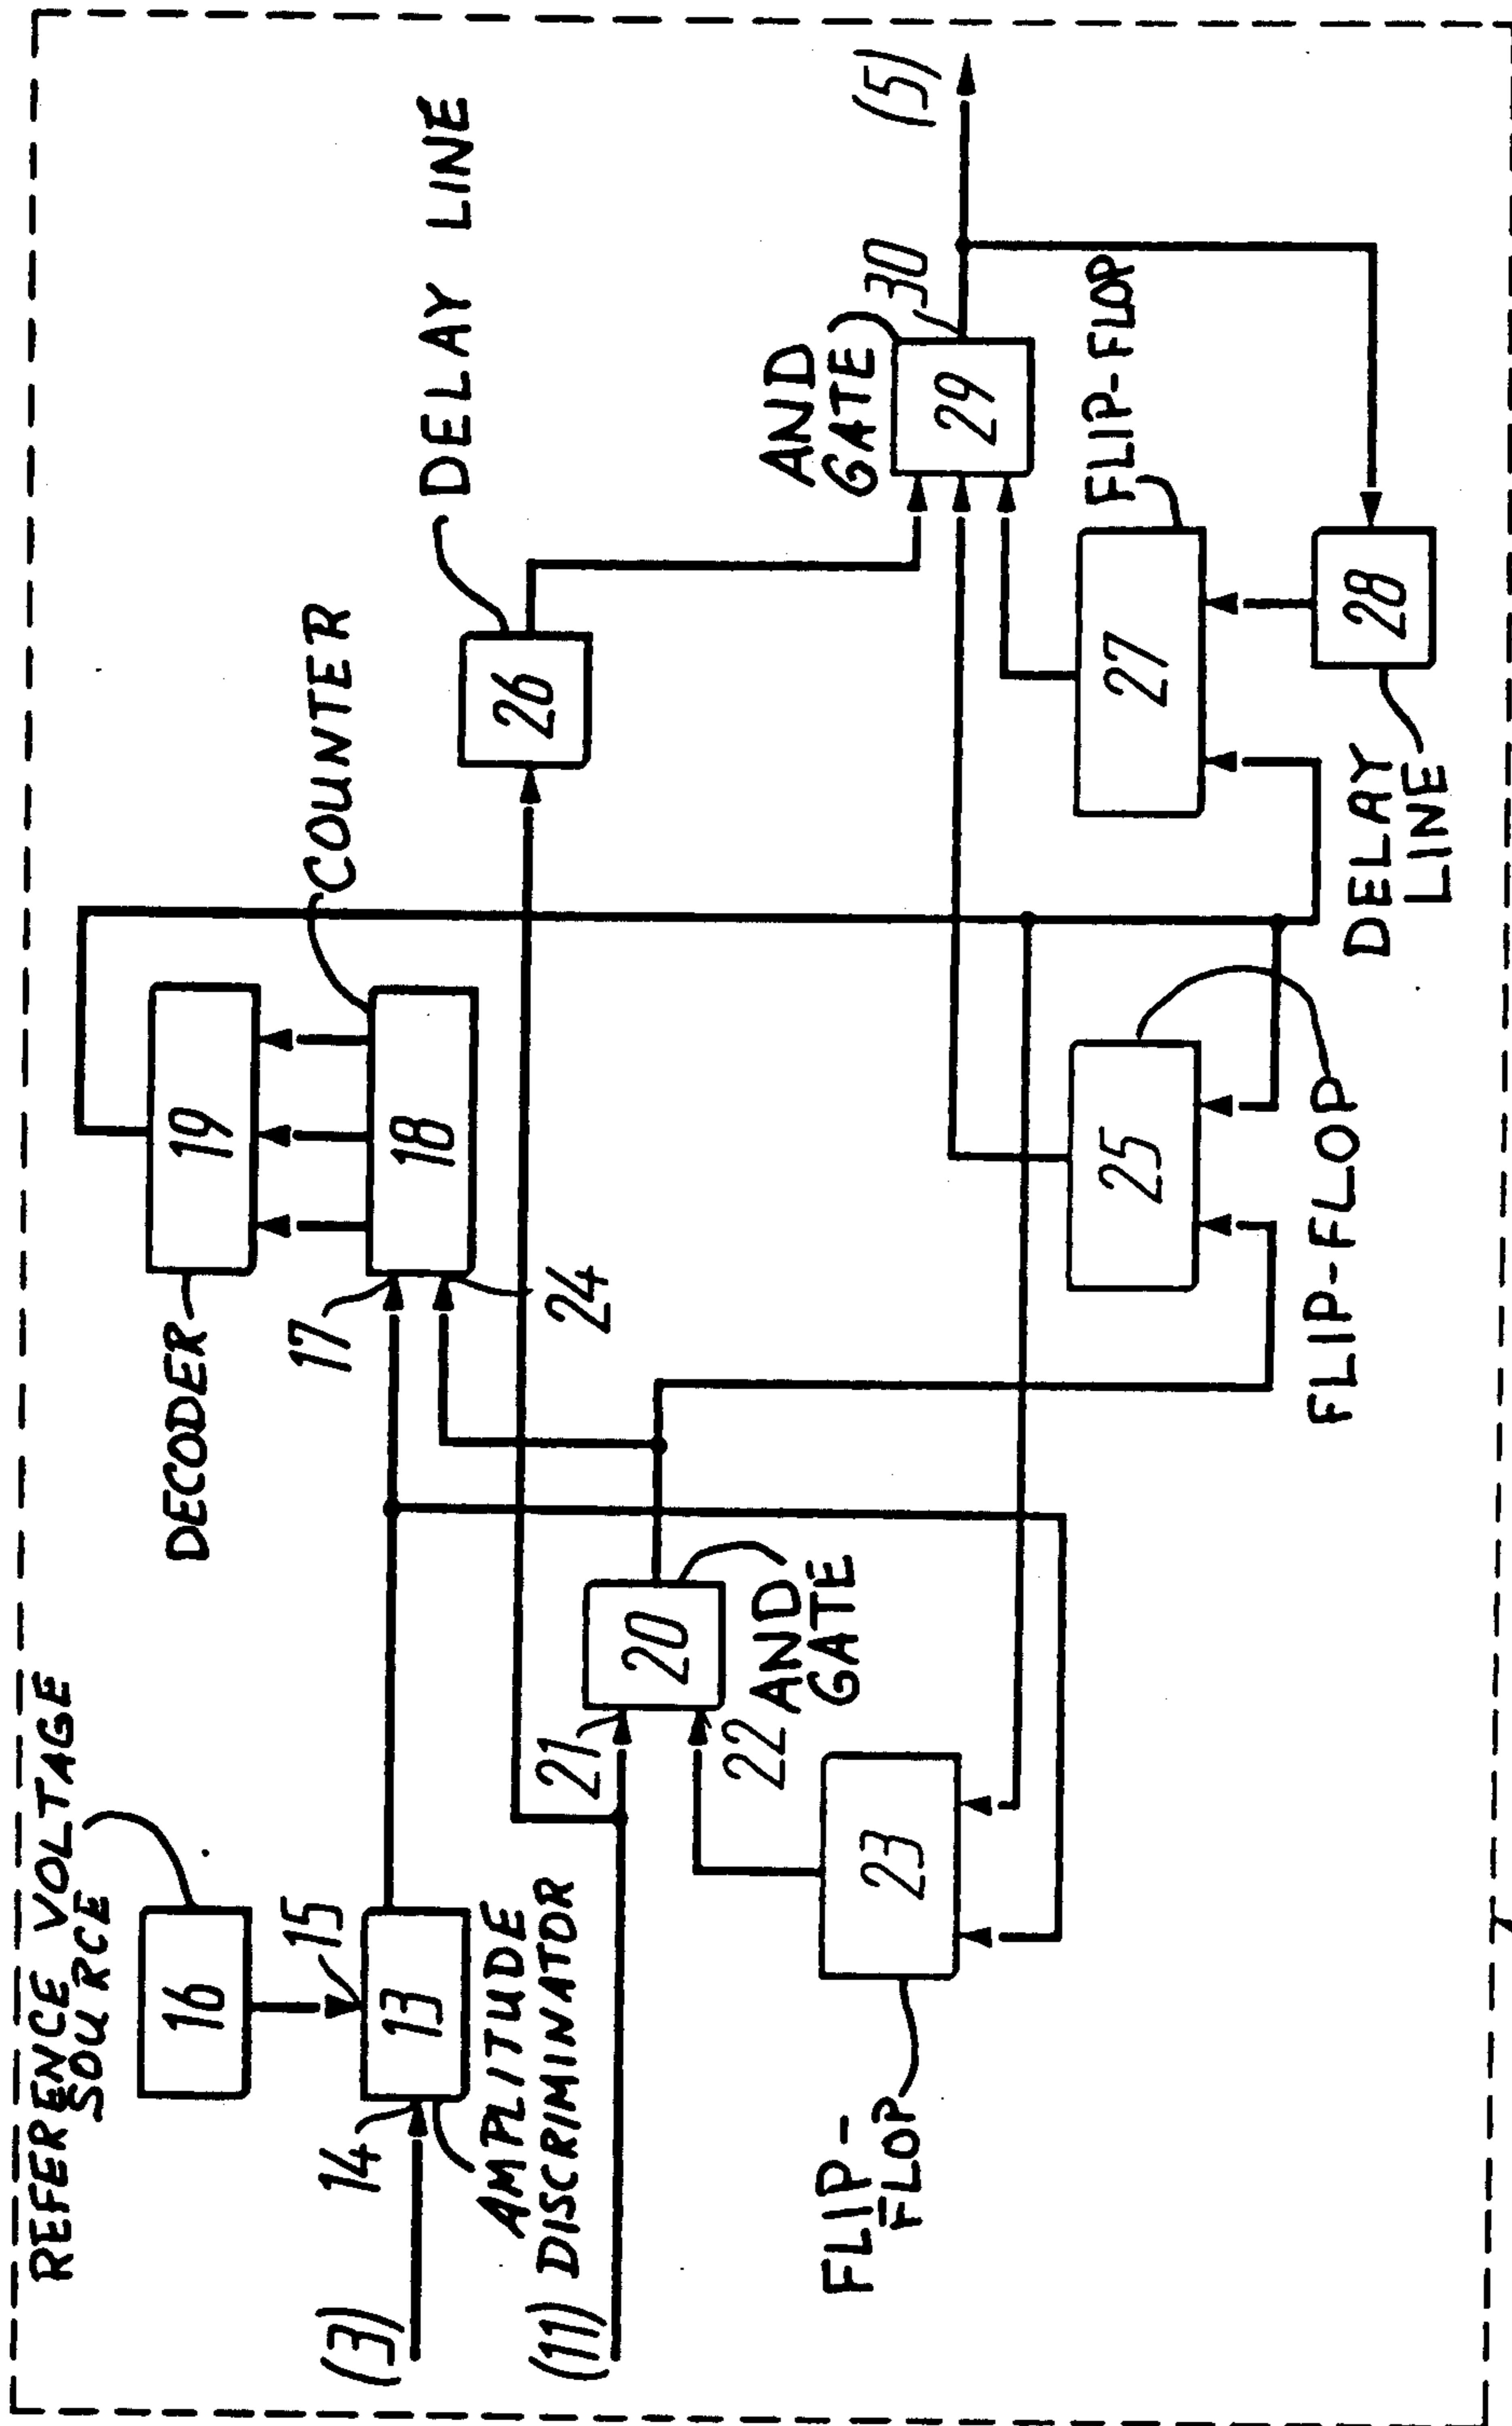 REFERENCE VOLTAGE
SOURCE
16
15
(3)
14
13
AMPLITUDE
DISCRIMINATOR
(11)
21
20
22
AND
GATE
23
FLIP-
FLOP
DECODER
19
17
18
24
COUNTER
25
FLIP-FLOP
DELAY LINE
26
AND
GATE
29
30
(5)
27
FLIP-FLOP
28
DELAY
LINE